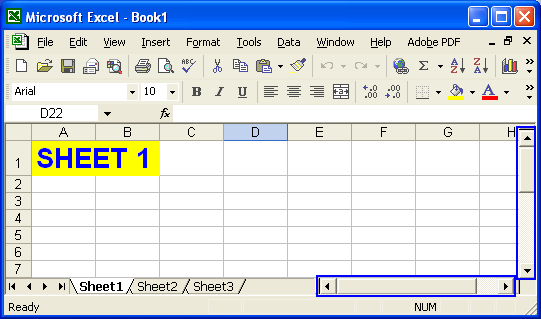 Microsoft Excel - Book1
File Edit View Insert Format Tools Data Window Help Adobe PDF
Arial 10 B I U
D22 fx
A B C D E F G H
1 SHEET 1
2
3
4
5
6
7
Sheet1 Sheet2 Sheet3
Ready NUM